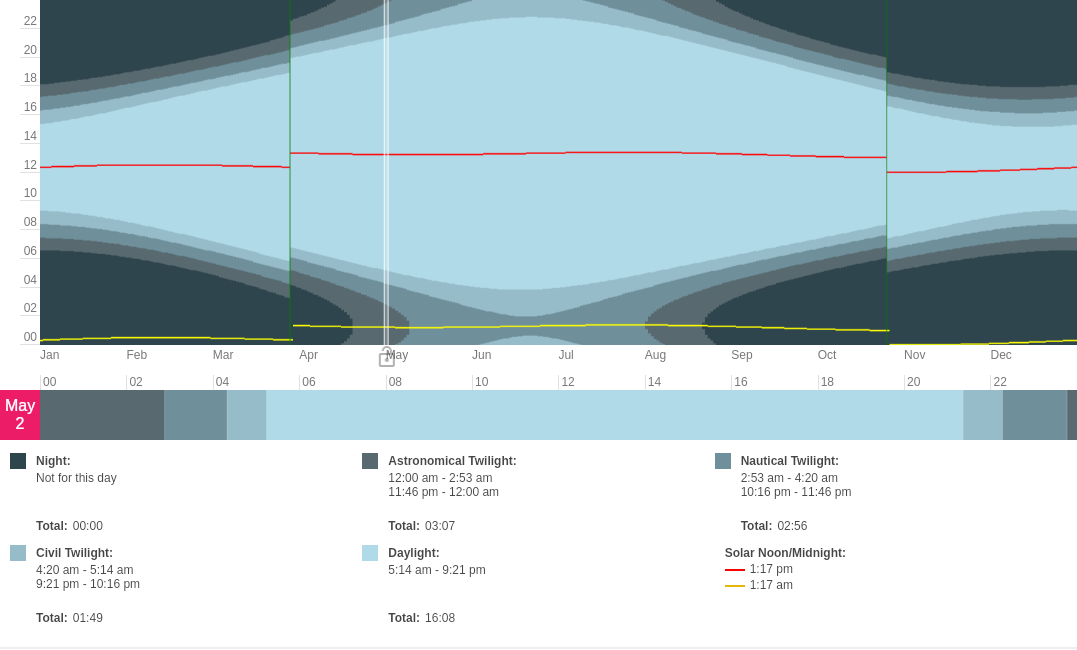 22
20
18
16
14
12
10
08
06
04
02
00
Jan Feb Mar Apr May Jun Jul Aug Sep Oct Nov Dec
00 02 04 06 08 10 12 14 16 18 20 22
May
2
Night:
Not for this day
Total: 00:00
Astronomical Twilight:
12:00 am - 2:53 am
11:46 pm - 12:00 am
Total: 03:07
Nautical Twilight:
2:53 am - 4:20 am
10:16 pm - 11:46 pm
Total: 02:56
Civil Twilight:
4:20 am - 5:14 am
9:21 pm - 10:16 pm
Total: 01:49
Daylight:
5:14 am - 9:21 pm
Total: 16:08
Solar Noon/Midnight:
1:17 pm
1:17 am